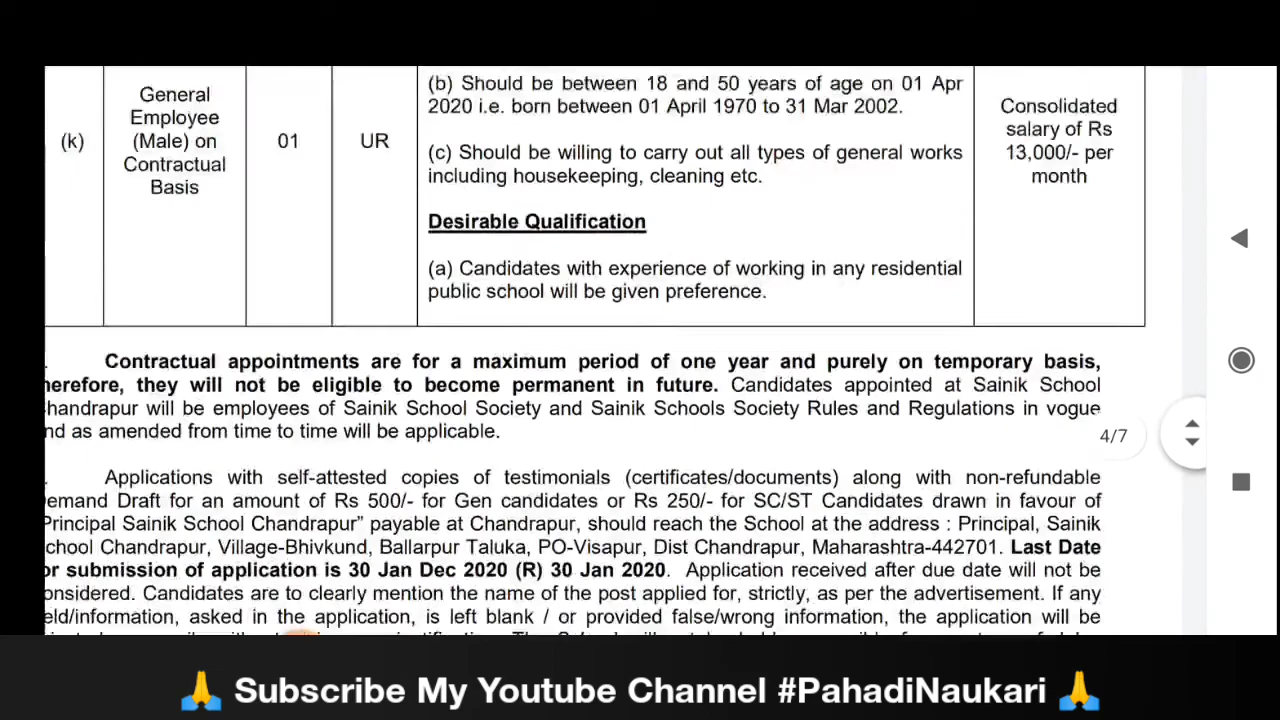 (k)
General
Employee
(Male) on
Contractual
Basis
01
UR
(b) Should be between 18 and 50 years of age on 01 Apr
2020 i.e. born between 01 April 1970 to 31 Mar 2002.
(c) Should be willing to carry out all types of general works
including housekeeping, cleaning etc.
Desirable Qualification
(a) Candidates with experience of working in any residential
public school will be given preference.
Consolidated
salary of Rs
13,000/- per
month
Contractual appointments are for a maximum period of one year and purely on temporary basis,
herefore, they will not be eligible to become permanent in future. Candidates appointed at Sainik School
handrapur will be employees of Sainik School Society and Sainik Schools Society Rules and Regulations in vogue
nd as amended from time to time will be applicable.
4/7
Applications with self-attested copies of testimonials (certificates/documents) along with non-refundable
emand Draft for an amount of Rs 500/- for Gen candidates or Rs 250/- for SC/ST Candidates drawn in favour of
Principal Sainik School Chandrapur” payable at Chandrapur, should reach the School at the address : Principal, Sainik
chool Chandrapur, Village-Bhivkund, Ballarpur Taluka, PO-Visapur, Dist Chandrapur, Maharashtra-442701. Last Date
or submission of application is 30 Jan Dec 2020 (R) 30 Jan 2020. Application received after due date will not be
onsidered. Candidates are to clearly mention the name of the post applied for, strictly, as per the advertisement. If any
eld/information, asked in the application, is left blank / or provided false/wrong information, the application will be
🙏 Subscribe My Youtube Channel #PahadiNaukari 🙏